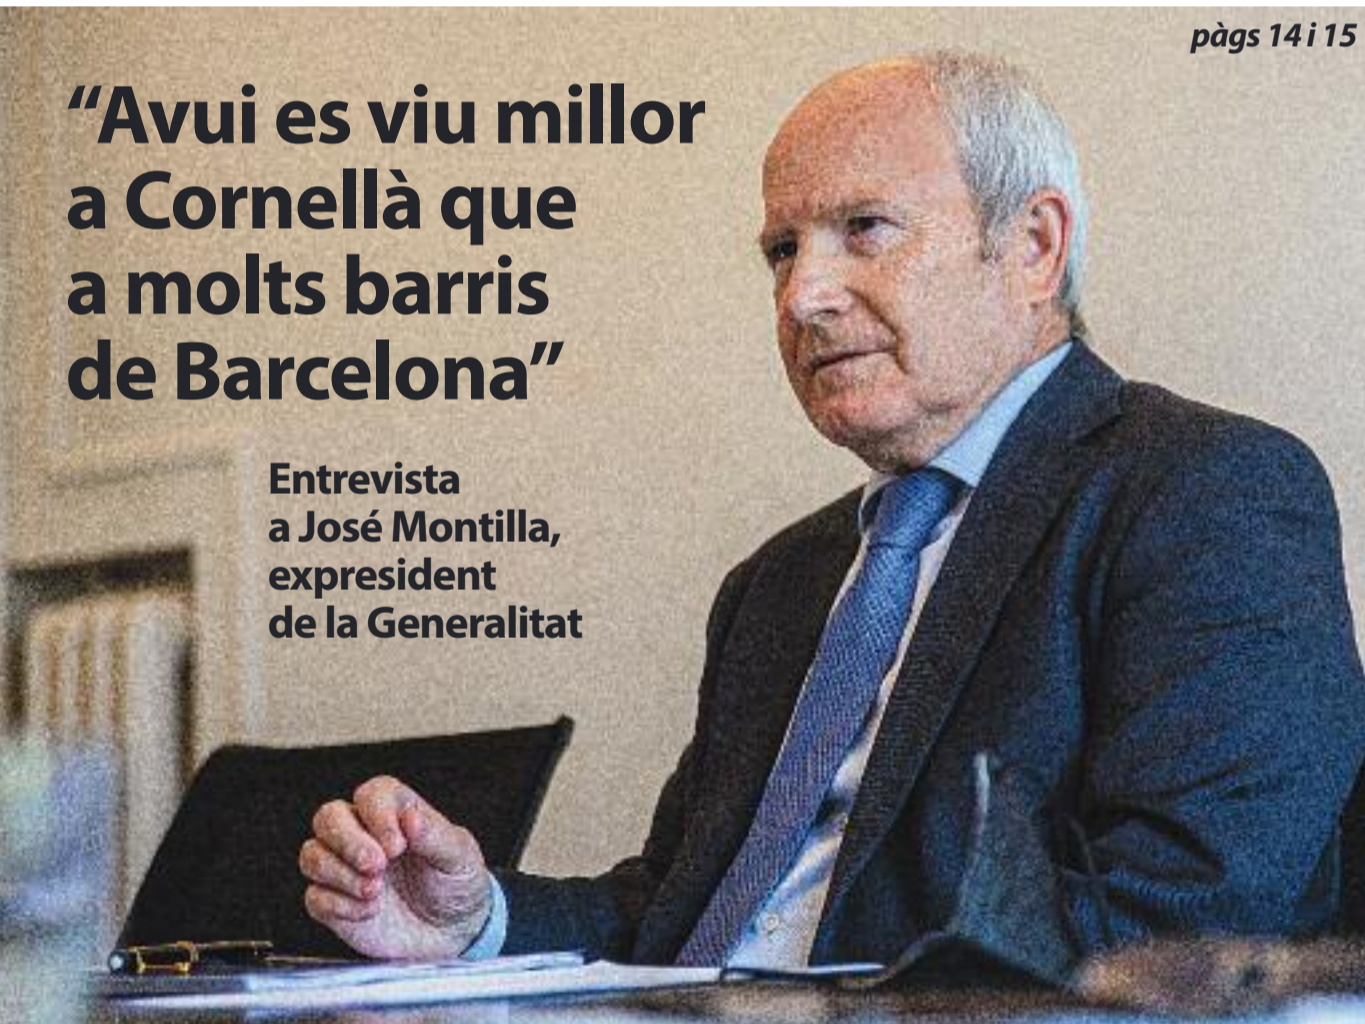 pàgs 14 i 15
“Avui es viu millor
a Cornellà que
a molts barris
de Barcelona”
Entrevista
a José Montilla,
expresident
de la Generalitat